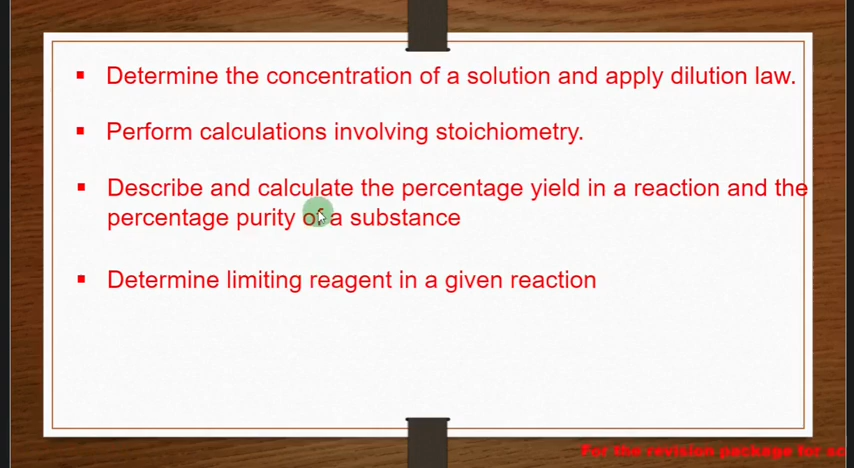 ▪ Determine the concentration of a solution and apply dilution law.
▪ Perform calculations involving stoichiometry.
▪ Describe and calculate the percentage yield in a reaction and the
percentage purity of a substance
▪ Determine limiting reagent in a given reaction
For the revision package for